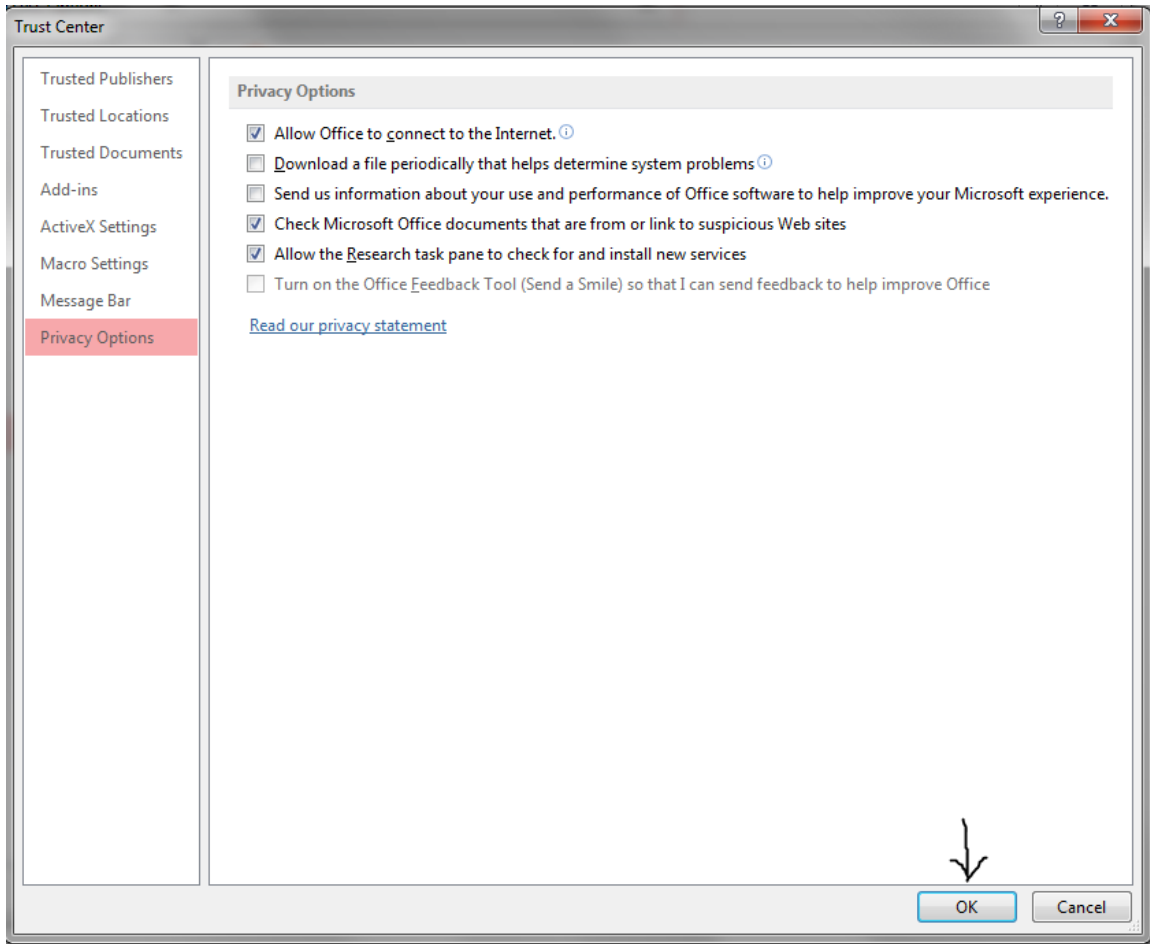 Trust Center
?
X
Trusted Publishers
Trusted Locations
Trusted Documents
Add-ins
ActiveX Settings
Macro Settings
Message Bar
Privacy Options
Privacy Options
Allow Office to connect to the Internet.
Download a file periodically that helps determine system problems
Send us information about your use and performance of Office software to help improve your Microsoft experience.
Check Microsoft Office documents that are from or link to suspicious Web sites
Allow the Research task pane to check for and install new services
Turn on the Office Feedback Tool (Send a Smile) so that I can send feedback to help improve Office
Read our privacy statement
OK Cancel